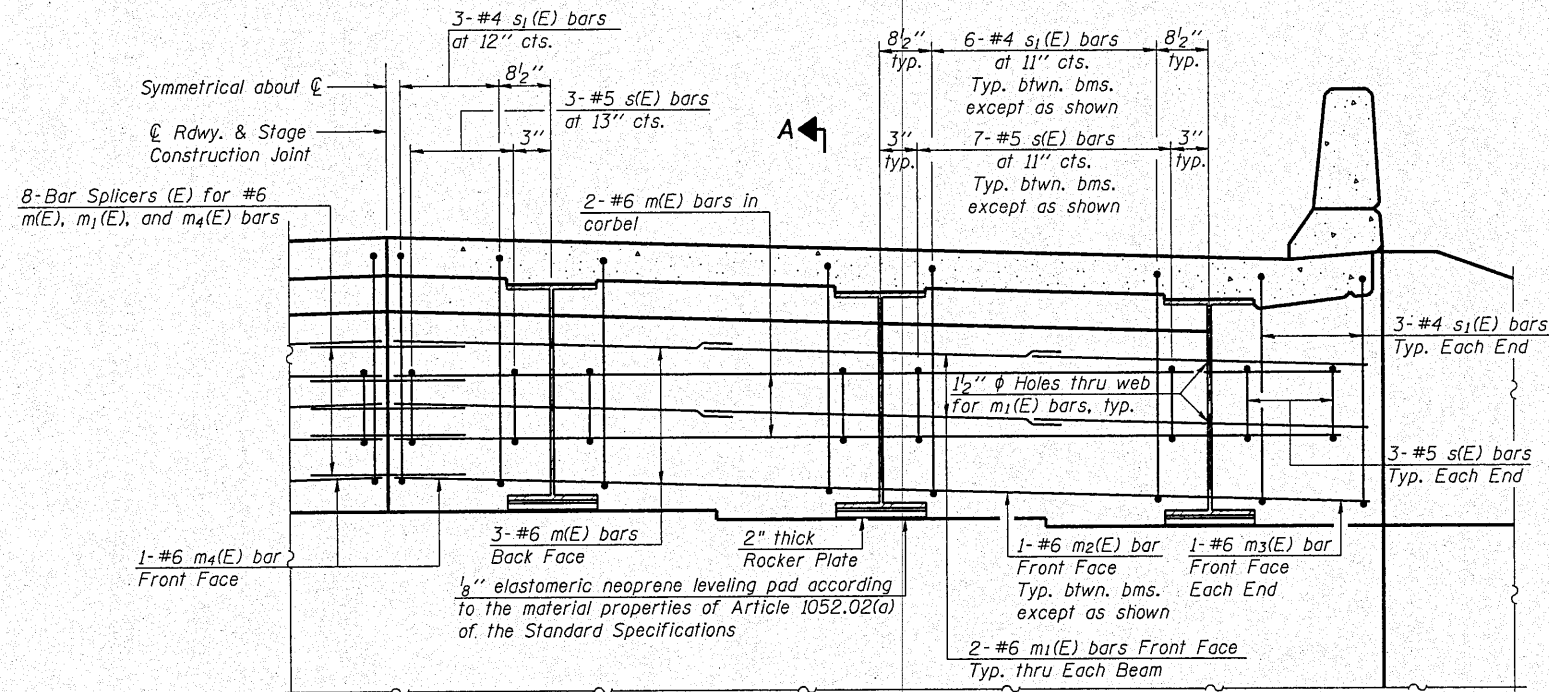 3-#4 s₁(E) bars
at 12" cts.
8½"
3-#5 s(E) bars
at 13" cts.
3"
Symmetrical about ℄
℄ Rdwy. & Stage
Construction Joint
8-Bar Splicers (E) for #6
m(E), m₁(E), and m₄(E) bars
2-#6 m(E) bars in
corbel
A
8½"
typ.
6-#4 s₁(E) bars
at 11" cts.
Typ. btwn. bms.
except as shown
8½"
typ.
3"
typ.
7-#5 s(E) bars
at 11" cts.
Typ. btwn. bms.
except as shown
3"
typ.
3-#4 s₁(E) bars
Typ. Each End
1½" ϕ Holes thru web
for m₁(E) bars, typ.
3-#5 s(E) bars
Typ. Each End
1-#6 m₄(E) bar
Front Face
3-#6 m(E) bars
Back Face
2" thick
Rocker Plate
⅛" elastomeric neoprene leveling pad according
to the material properties of Article 1052.02(a)
of the Standard Specifications
1-#6 m₂(E) bar
Front Face
Typ. btwn. bms.
except as shown
1-#6 m₃(E) bar
Front Face
Each End
2-#6 m₁(E) bars Front Face
Typ. thru Each Beam